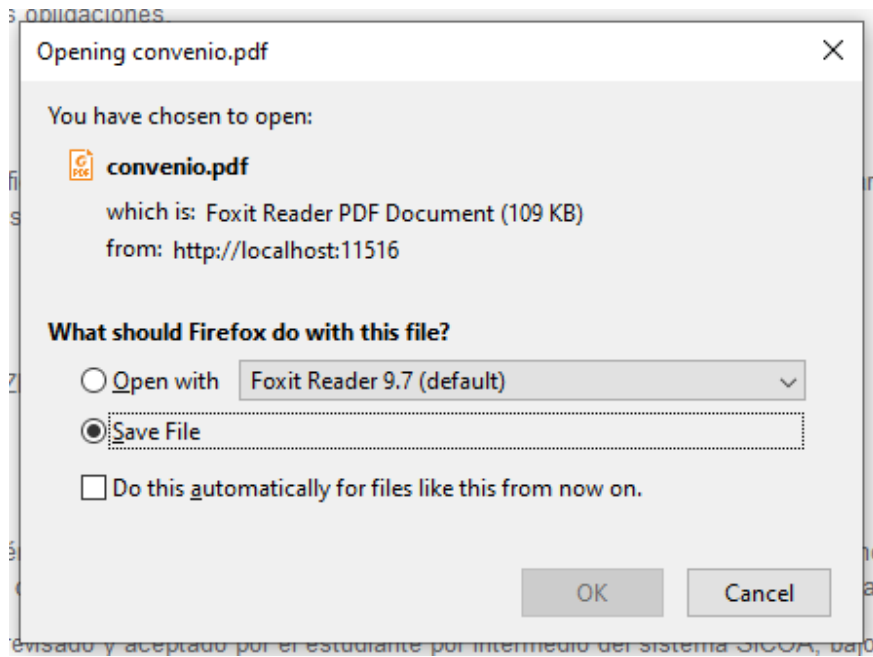 s obligaciones.
Opening convenio.pdf
You have chosen to open:
convenio.pdf
which is: Foxit Reader PDF Document (109 KB)
from: http://localhost:11516
What should Firefox do with this file?
Open with Foxit Reader 9.7 (default)
Save File
Do this automatically for files like this from now on.
OK Cancel
revisado y aceptado por el estudiante por intermedio del sistema SICOA, bajo